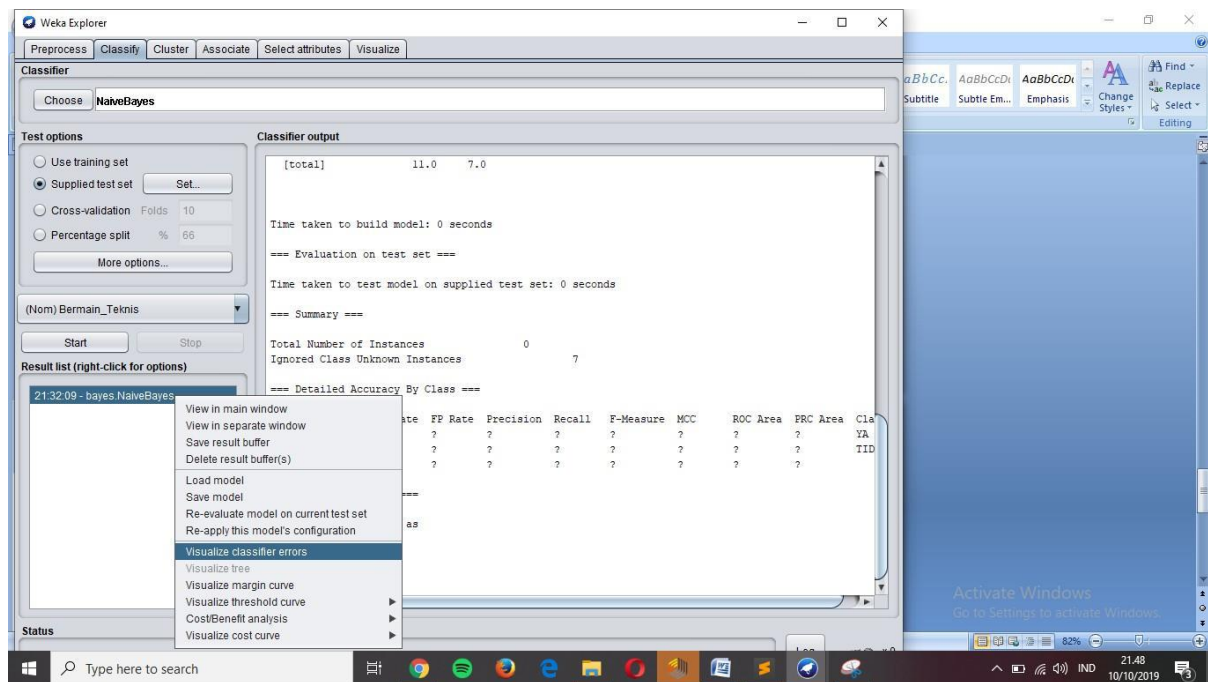 Weka Explorer
Preprocess Classify Cluster Associate Select attributes Visualize
Classifier
Choose NaiveBayes
Test options
Use training set
Supplied test set Set...
Cross-validation Folds 10
Percentage split % 66
More options...
(Nom) Bermain_Teknis
Start Stop
Result list (right-click for options)
21:32:09 - bayes.NaiveBayes
Classifier output
[total] 11.0 7.0
Time taken to build model: 0 seconds
=== Evaluation on test set ===
Time taken to test model on supplied test set: 0 seconds
=== Summary ===
Total Number of Instances 0
Ignored Class Unknown Instances 7
=== Detailed Accuracy By Class ===
ate FP Rate Precision Recall F-Measure MCC ROC Area PRC Area Cla
? ? ? ? ? ? ? YA
? ? ? ? ? ? ? TID
? ? ? ? ? ? ?
===
as
View in main window
View in separate window
Save result buffer
Delete result buffer(s)
Load model
Save model
Re-evaluate model on current test set
Re-apply this model's configuration
Visualize classifier errors
Visualize tree
Visualize margin curve
Visualize threshold curve
Cost/Benefit analysis
Visualize cost curve
Status
aBbCc. AaBbCcDı AaBbCcDı
Subtitle Subtle Em... Emphasis
Change Styles
Find
Replace
Select
Editing
Activate Windows
Go to Settings to activate Windows.
82%
Type here to search
IND
21.48
10/10/2019